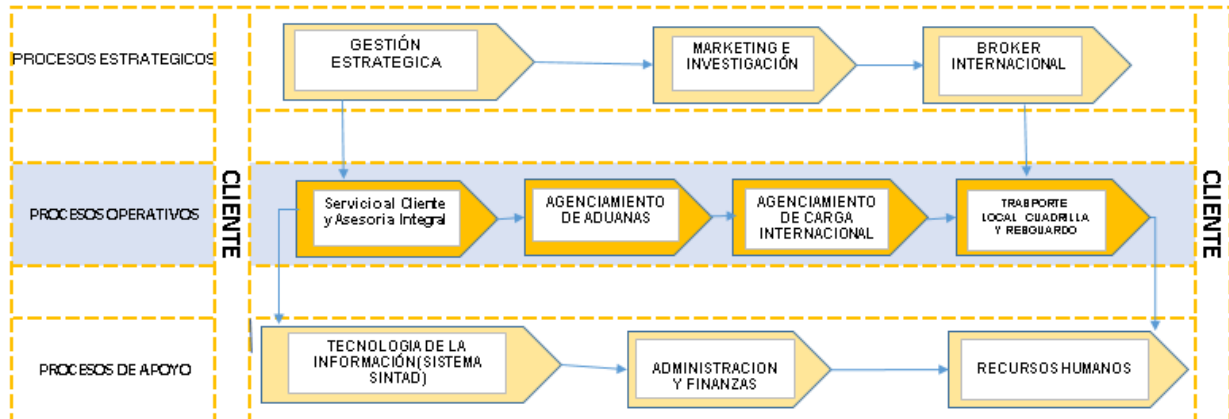 PROCESOS ESTRATEGICOS
GESTIÓN
ESTRATEGICA
MARKETING E
INVESTIGACIÓN
BROKER
INTERNACIONAL
CLIENTE
CLIENTE
PROCESOS OPERATIVOS
Servicio al Cliente
y Asesoria Integral
AGENCIAMIENTO
DE ADUANAS
AGENCIAMIENTO
DE CARGA
INTERNACIONAL
TRASPORTE
LOCAL CUADRILLA
Y RESGUARDO
PROCESOS DE APOYO
TECNOLOGIA DE LA
INFORMACIÓN(SISTEMA
SINTAD)
ADMINISTRACION
Y FINANZAS
RECURSOS HUMANOS